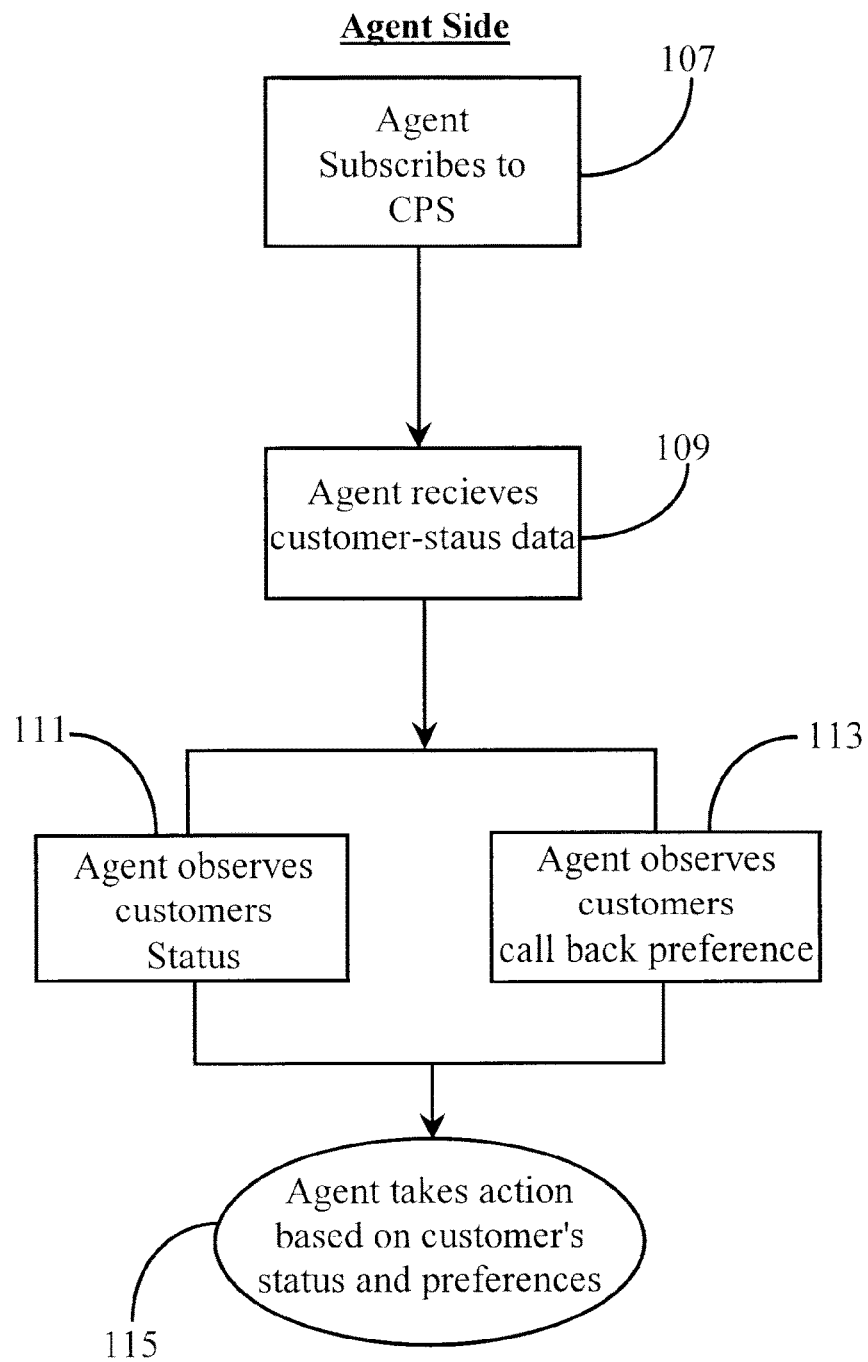 Agent Side
107
Agent
Subscribes to
CPS
109
Agent recieves
customer-staus data
111
113
Agent observes
customers
Status
Agent observes
customers
call back preference
Agent takes action
based on customer's
status and preferences
115